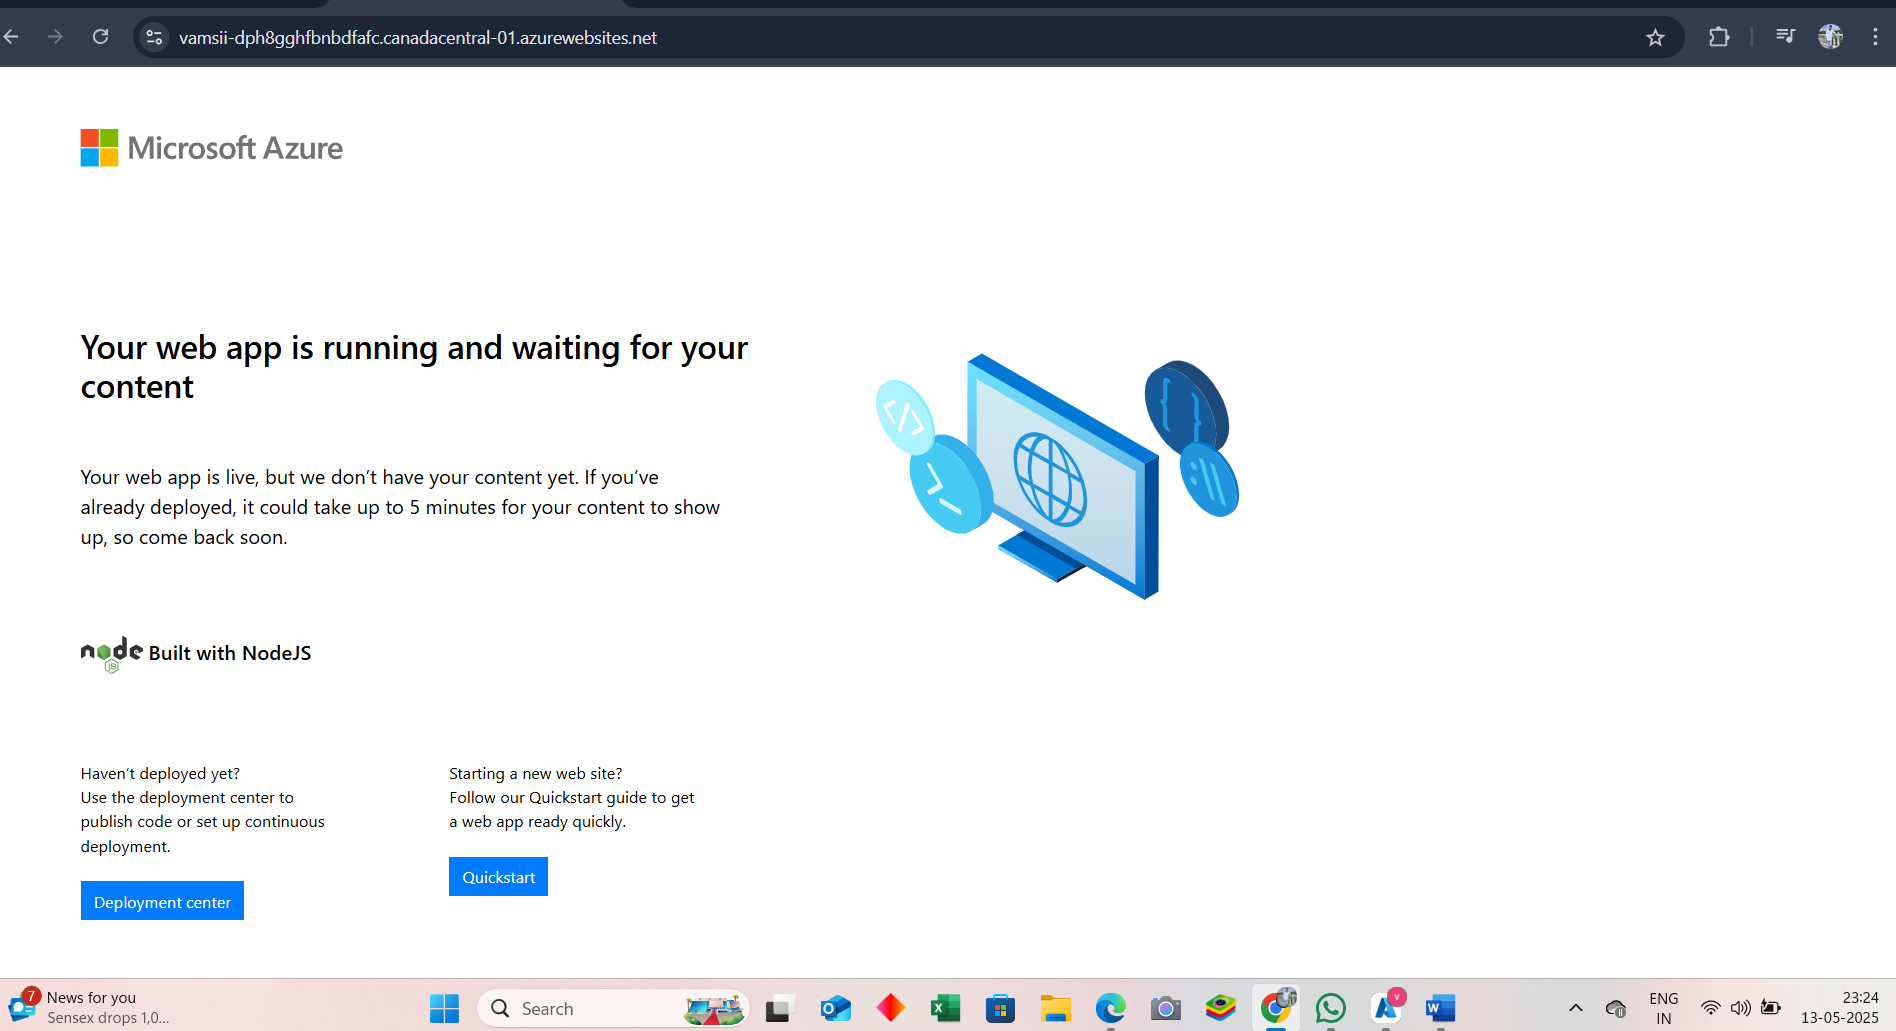 vamsii-dph8gghfbnbdfafc.canadacentral-01.azurewebsites.net
Microsoft Azure
Your web app is running and waiting for your
content
Your web app is live, but we don’t have your content yet. If you’ve
already deployed, it could take up to 5 minutes for your content to show
up, so come back soon.
node
JS
Built with NodeJS
Haven’t deployed yet?
Use the deployment center to
publish code or set up continuous
deployment.
Deployment center
Starting a new web site?
Follow our Quickstart guide to get
a web app ready quickly.
Quickstart
7
News for you
Sensex drops 1,0...
Search
ENG
IN
23:24
13-05-2025